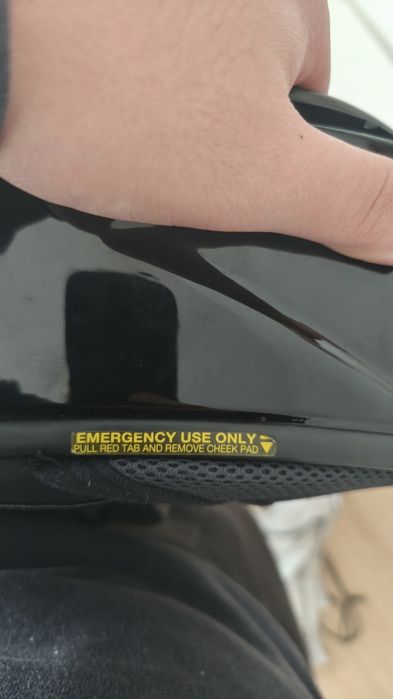 EMERGENCY USE ONLY
PULL RED TAB AND REMOVE CHEEK PAD